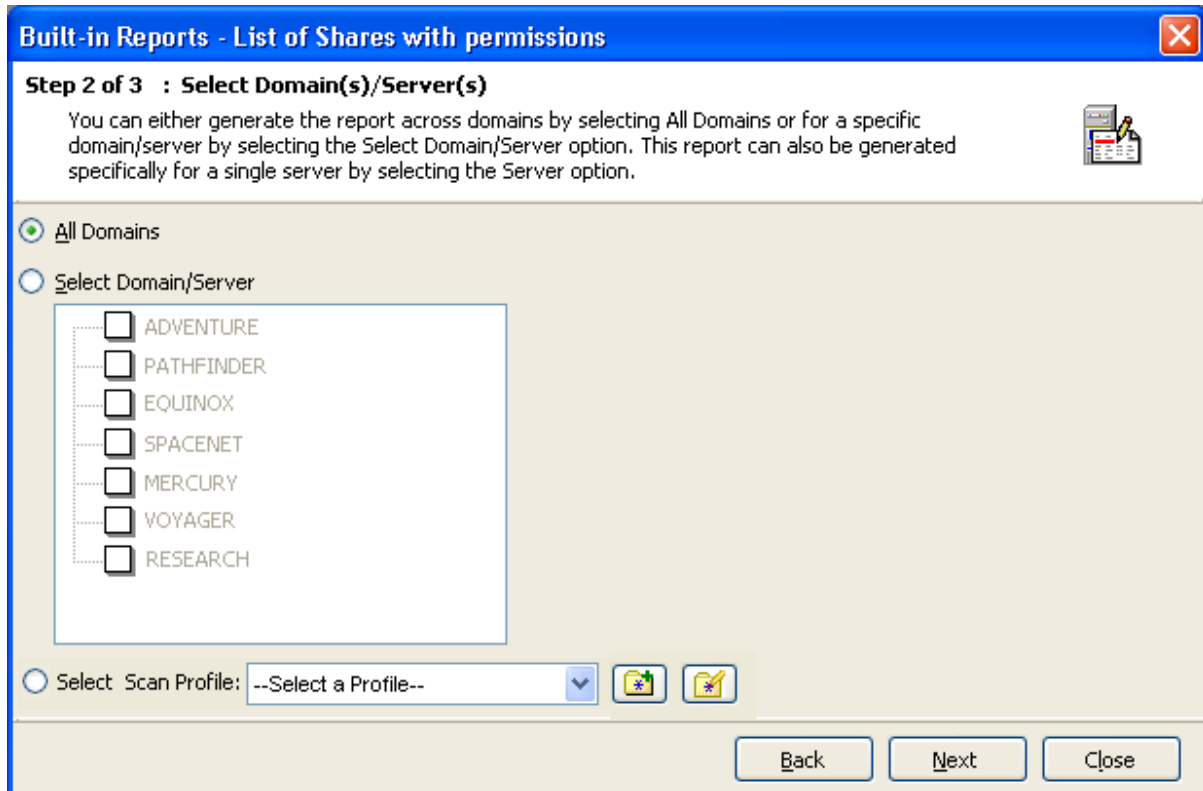 Built-in Reports - List of Shares with permissions
Step 2 of 3 : Select Domain(s)/Server(s)
You can either generate the report across domains by selecting All Domains or for a specific
domain/server by selecting the Select Domain/Server option. This report can also be generated
specifically for a single server by selecting the Server option.
All Domains
Select Domain/Server
ADVENTURE
PATHFINDER
EQUINOX
SPACENET
MERCURY
VOYAGER
RESEARCH
Select Scan Profile: --Select a Profile--
Back Next Close